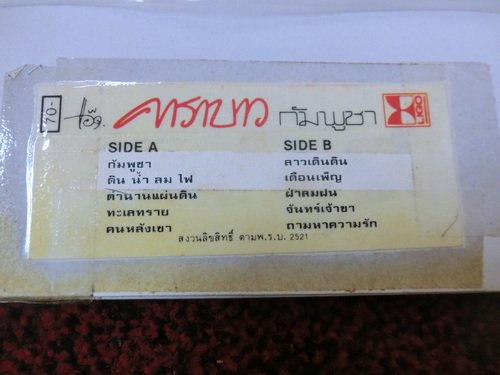 70-
แอ๊ด คาราบาว กัมพูชา
LIDO
SIDE A
กัมพูชา
ดิน น้ำ ลม ไฟ
ตำนานแผ่นดิน
ทะเลทราย
คนหลังเขา
SIDE B
ลาวเดินดิน
เดือนเพ็ญ
ฝ่าลมฝน
จันทร์เจ้าขา
ถามหาความรัก
สงวนลิขสิทธิ์ ตามพ.ร.บ. 2521